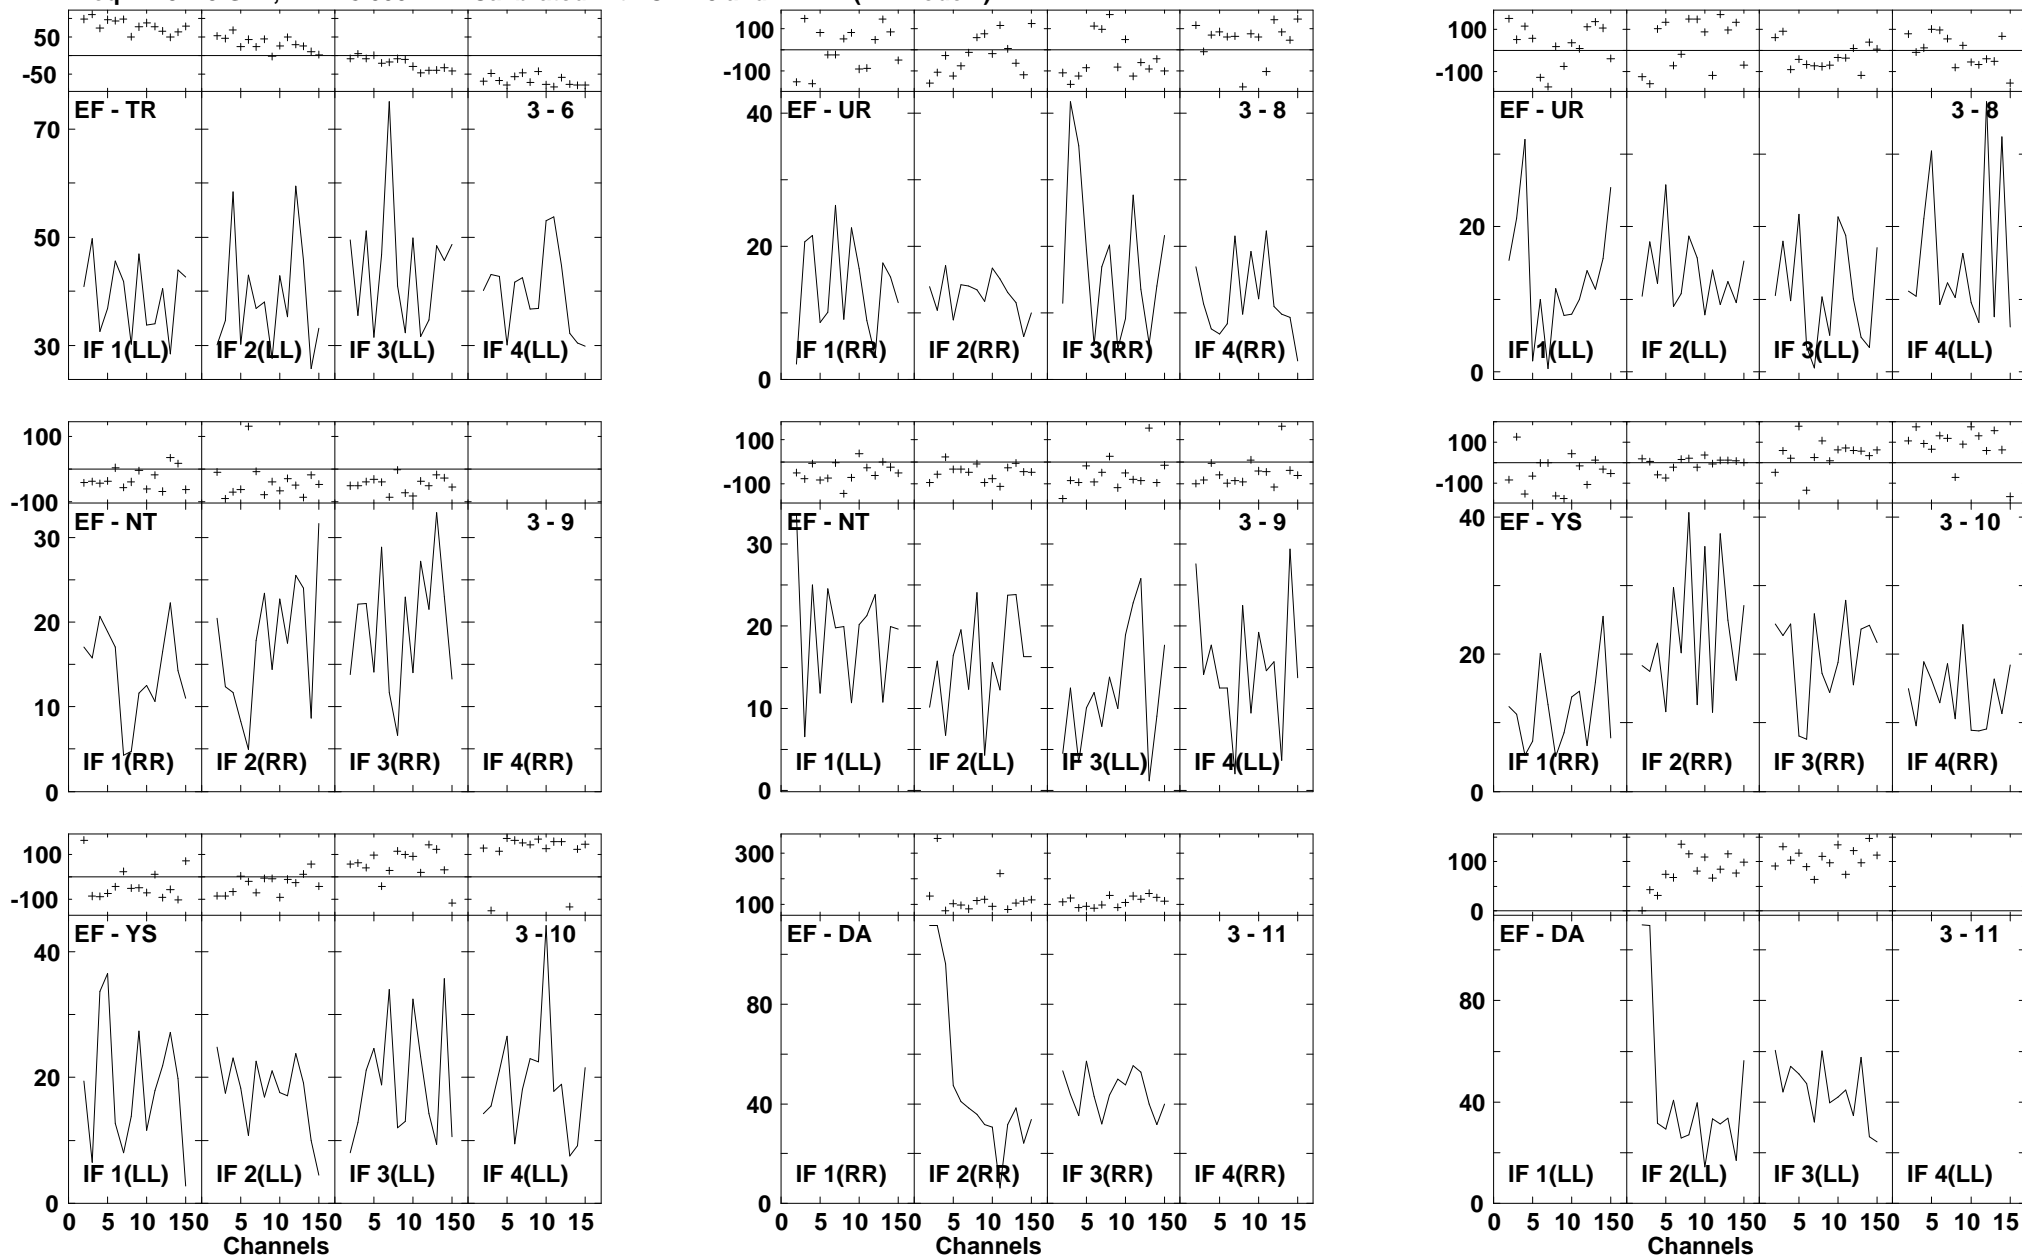 50
-50
EF - TR
3 - 6
70
50
30
IF 1(LL)
IF 2(LL)
IF 3(LL)
IF 4(LL)
100
-100
EF - UR
3 - 8
40
20
0
IF 1(RR)
IF 2(RR)
IF 3(RR)
IF 4(RR)
100
-100
EF - UR
3 - 8
20
0
IF 1(LL)
IF 2(LL)
IF 3(LL)
IF 4(LL)
100
-100
EF - NT
3 - 9
30
20
10
0
IF 1(RR)
IF 2(RR)
IF 3(RR)
IF 4(RR)
100
-100
EF - NT
3 - 9
30
20
10
0
IF 1(LL)
IF 2(LL)
IF 3(LL)
IF 4(LL)
100
-100
EF - YS
3 - 10
40
20
0
IF 1(RR)
IF 2(RR)
IF 3(RR)
IF 4(RR)
100
-100
EF - YS
3 - 10
40
20
0
IF 1(LL)
IF 2(LL)
IF 3(LL)
IF 4(LL)
0 5 10 150 5 10 150 5 10 150 5 10 15
Channels
300
100
EF - DA
3 - 11
80
40
0
IF 1(RR)
IF 2(RR)
IF 3(RR)
IF 4(RR)
0 5 10 150 5 10 150 5 10 150 5 10 15
Channels
100
0
EF - DA
3 - 11
80
40
0
IF 1(LL)
IF 2(LL)
IF 3(LL)
IF 4(LL)
0 5 10 150 5 10 150 5 10 150 5 10 15
Channels